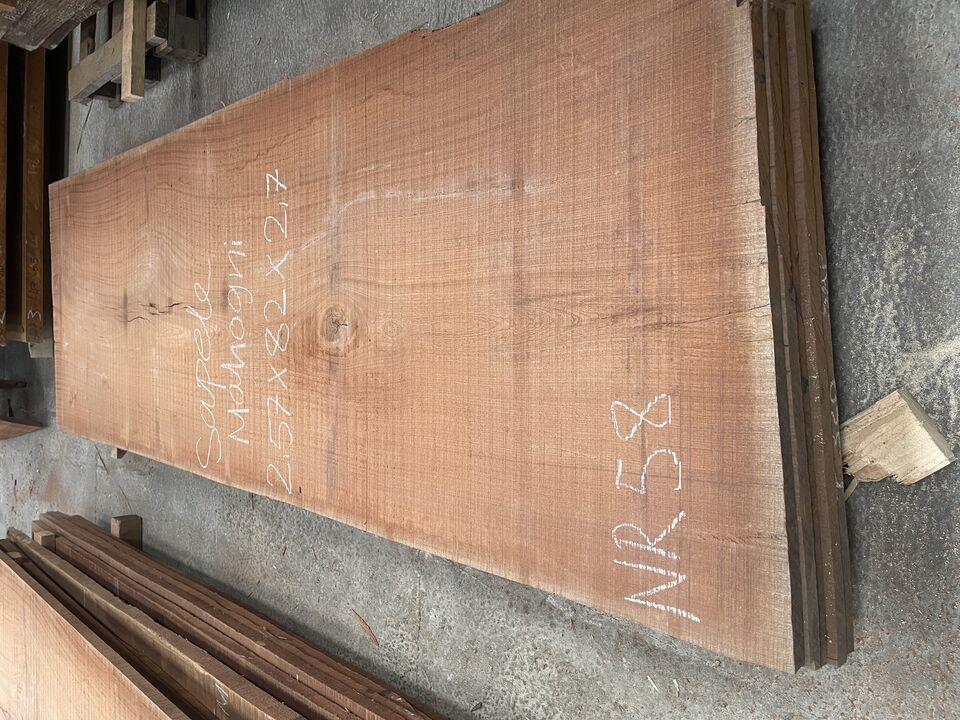 Sapele
Mahogni
2,57 x 82 x 2,7
NR 58